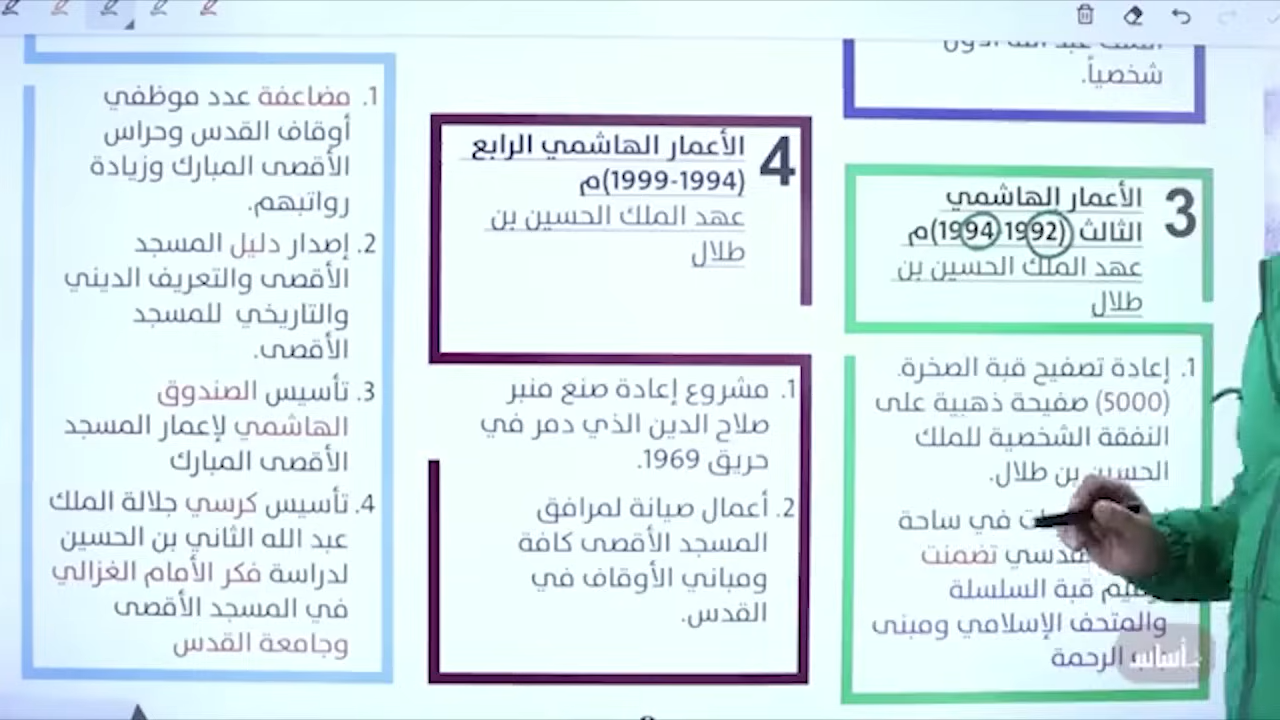 الملك عبد الله الأول
شخصياً.
3
الأعمار الهاشمي
الثالث (1992-1994)م
عهد الملك الحسين بن
طلال
1. إعادة تصفيح قبة الصخرة.
(5000) صفيحة ذهبية على
النفقة الشخصية للملك
الحسين بن طلال.
في ساحة
تضمنت
قبة السلسلة
والمتحف الإسلامي ومبنى
الرحمة
أساس
4
الأعمار الهاشمي الرابع
(1994-1999)م
عهد الملك الحسين بن
طلال
1. مشروع إعادة صنع منبر
صلاح الدين الذي دمر في
حريق 1969.
2. أعمال صيانة لمرافق
المسجد الأقصى كافة
ومباني الأوقاف في
القدس.
1. مضاعفة عدد موظفي
أوقاف القدس وحراس
الأقصى المبارك وزيادة
رواتبهم.
2. إصدار دليل المسجد
الأقصى والتعريف الديني
والتاريخي للمسجد
الأقصى.
3. تأسيس الصندوق
الهاشمي لإعمار المسجد
الأقصى المبارك
4. تأسيس كرسي جلالة الملك
عبد الله الثاني بن الحسين
لدراسة فكر الأمام الغزالي
في المسجد الأقصى
وجامعة القدس